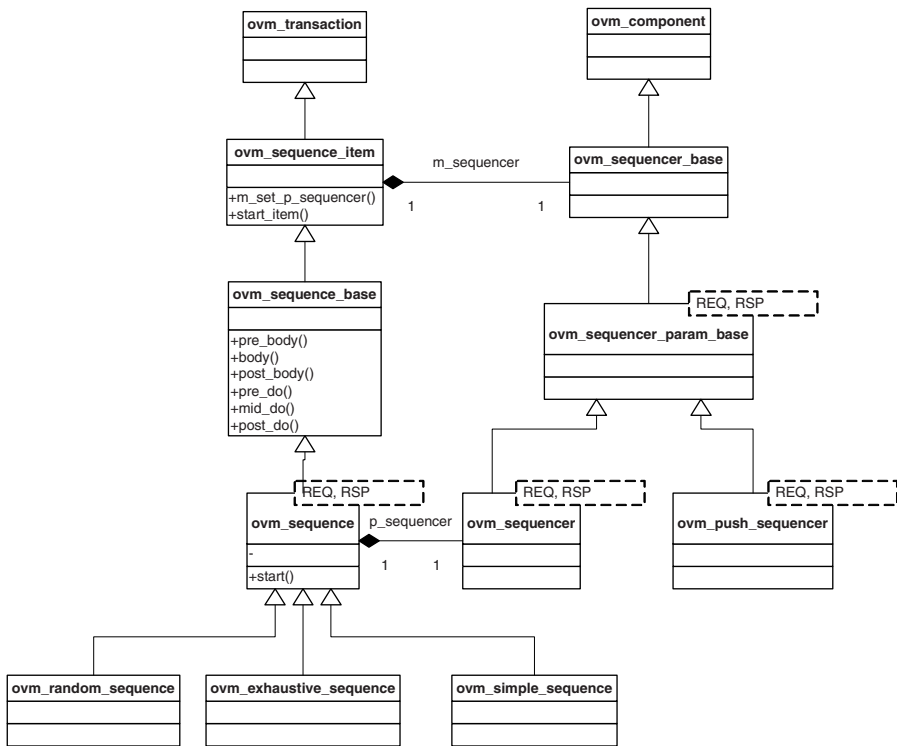 ovm_transaction
ovm_component
ovm_sequence_item
+m_set_p_sequencer()
+start_item()
m_sequencer
1
1
ovm_sequencer_base
ovm_sequence_base
+pre_body()
+body()
+post_body()
+pre_do()
+mid_do()
+post_do()
REQ, RSP
ovm_sequencer_param_base
REQ, RSP
ovm_sequence
-
+start()
p_sequencer
1
1
REQ, RSP
ovm_sequencer
REQ, RSP
ovm_push_sequencer
ovm_random_sequence
ovm_exhaustive_sequence
ovm_simple_sequence